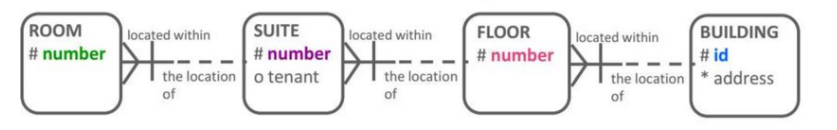 ROOM
# number
located within
the location
of
SUITE
# number
o tenant
located within
the location
of
FLOOR
# number
located within
the location
of
BUILDING
# id
* address